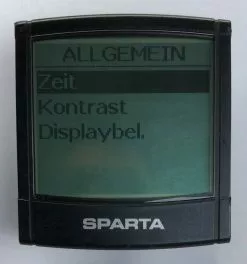 ALLGEMEIN
Zeit
Kontrast
Displaybel.
SPARTA